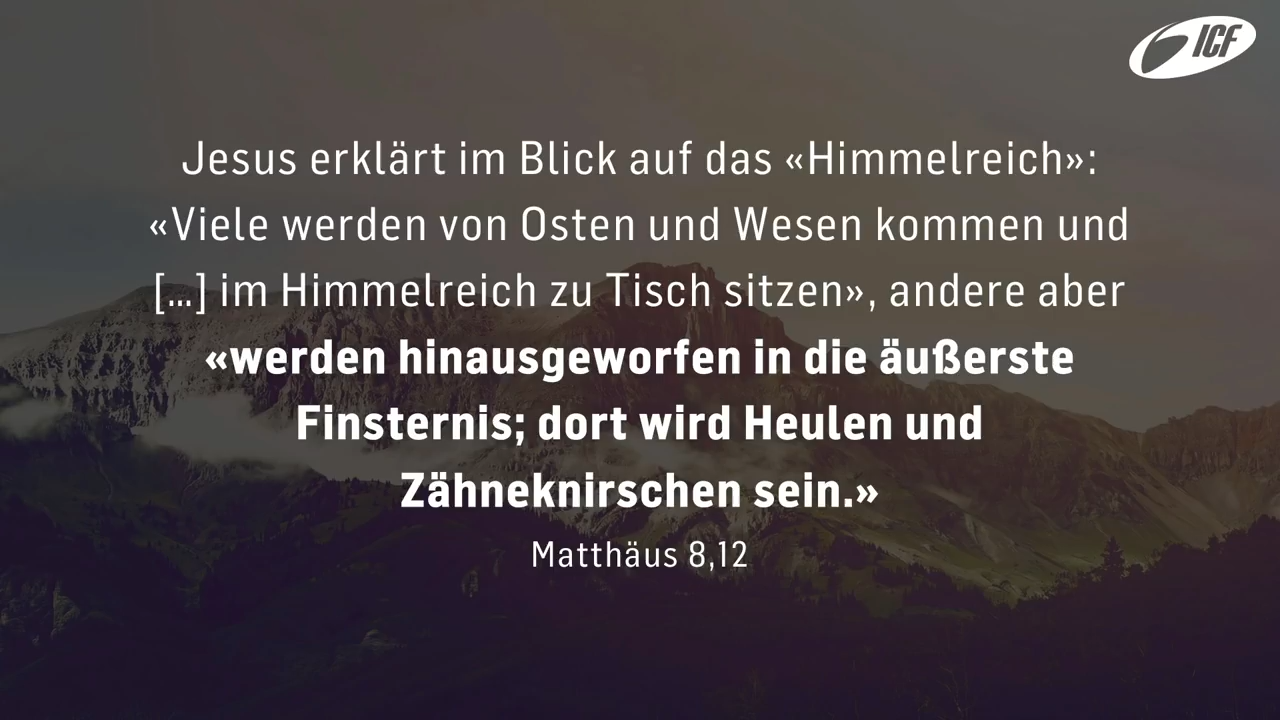 ICF
Jesus erklärt im Blick auf das «Himmelreich»:
«Viele werden von Osten und Wesen kommen und
[...] im Himmelreich zu Tisch sitzen», andere aber
«werden hinausgeworfen in die äußerste
Finsternis; dort wird Heulen und
Zähneknirschen sein.»
Matthäus 8,12